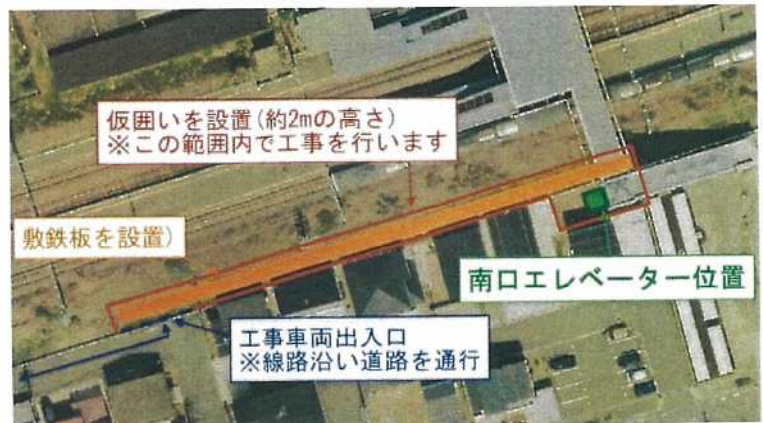 仮囲いを設置(約2mの高さ)
※この範囲内で工事を行います
敷鉄板を設置)
南口エレベーター位置
工事車両出入口
※線路沿い道路を通行